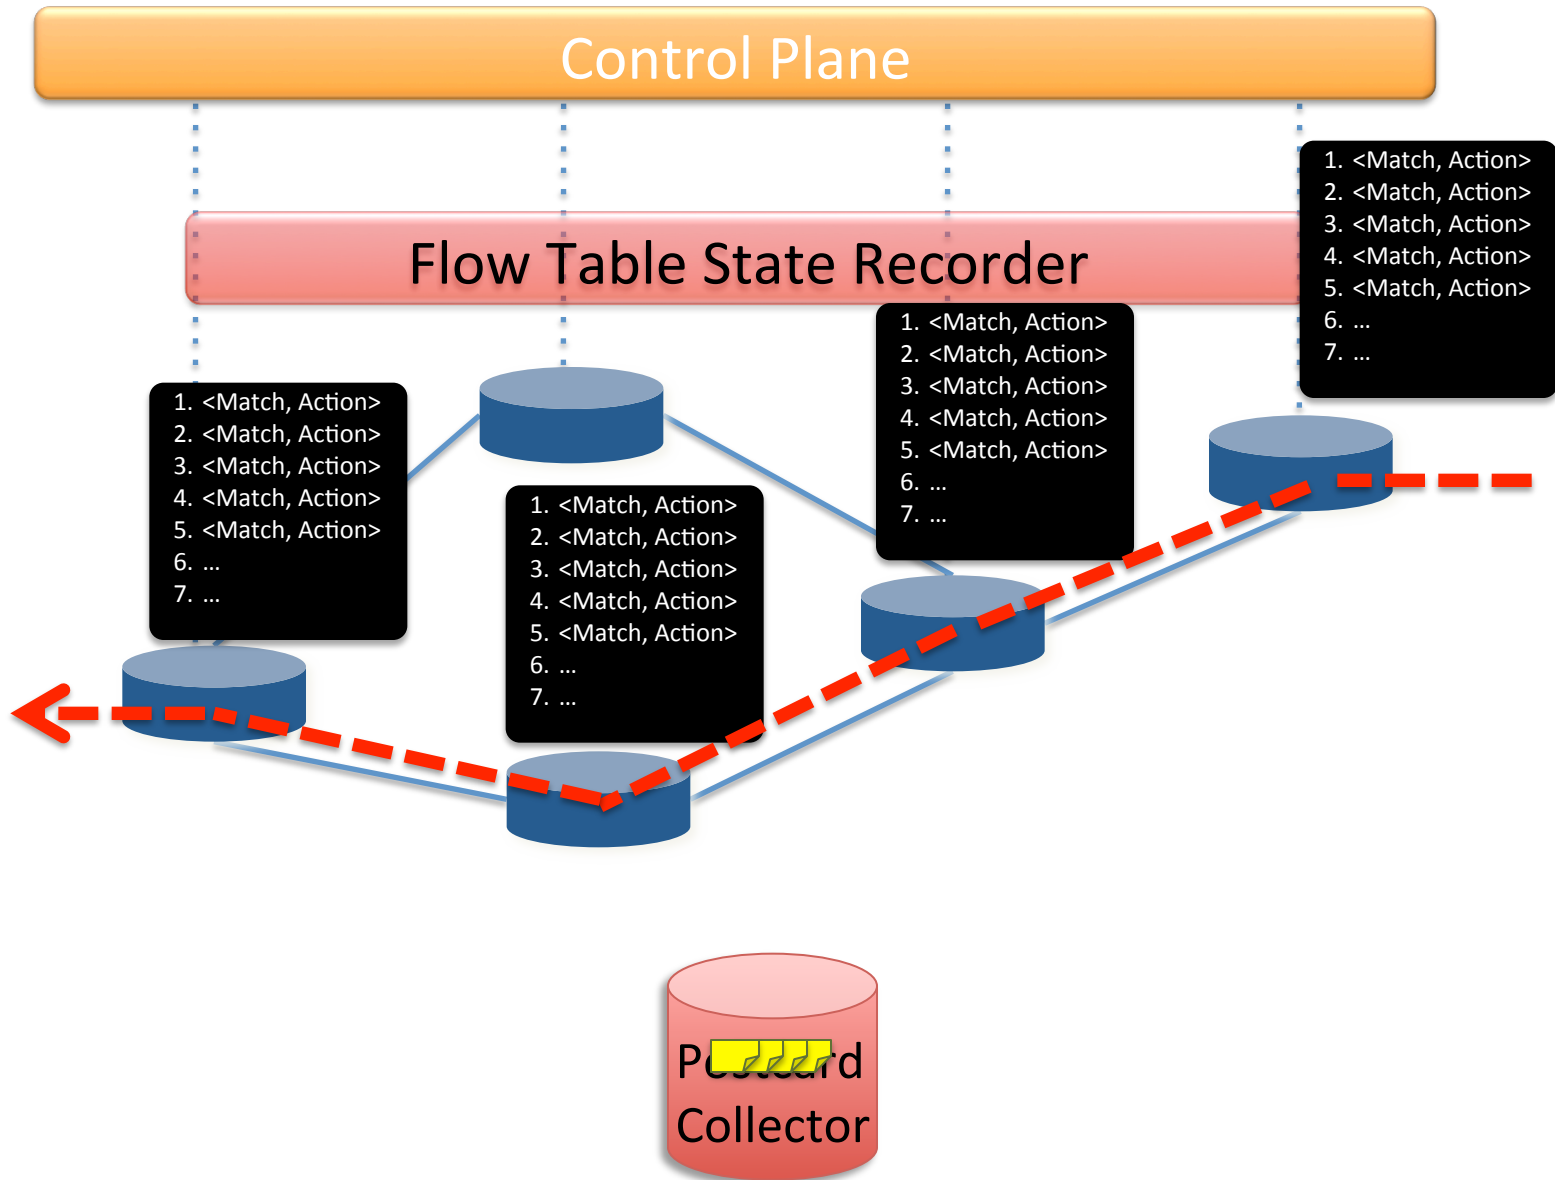 Control Plane
Flow Table State Recorder
1. <Match, Action>
2. <Match, Action>
3. <Match, Action>
4. <Match, Action>
5. <Match, Action>
6. ...
7. ...
1. <Match, Action>
2. <Match, Action>
3. <Match, Action>
4. <Match, Action>
5. <Match, Action>
6. ...
7. ...
1. <Match, Action>
2. <Match, Action>
3. <Match, Action>
4. <Match, Action>
5. <Match, Action>
6. ...
7. ...
1. <Match, Action>
2. <Match, Action>
3. <Match, Action>
4. <Match, Action>
5. <Match, Action>
6. ...
7. ...
Postcard
Collector